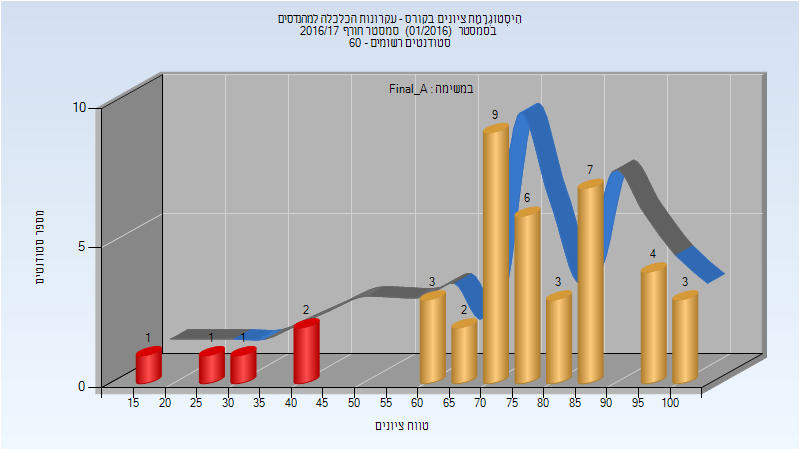 היסטוגרמת ציונים בקורס - עקרונות הכלכלה למהנדסים
בסמסטר (01/2016) סמסטר חורף 2016/17
סטודנטים רשומים - 60
במשימה : Final_A
מספר סטודנטים
10
5
0
1
1
1
2
3
2
9
6
3
7
4
3
15 20 25 30 35 40 45 50 55 60 65 70 75 80 85 90 95 100
טווח ציונים